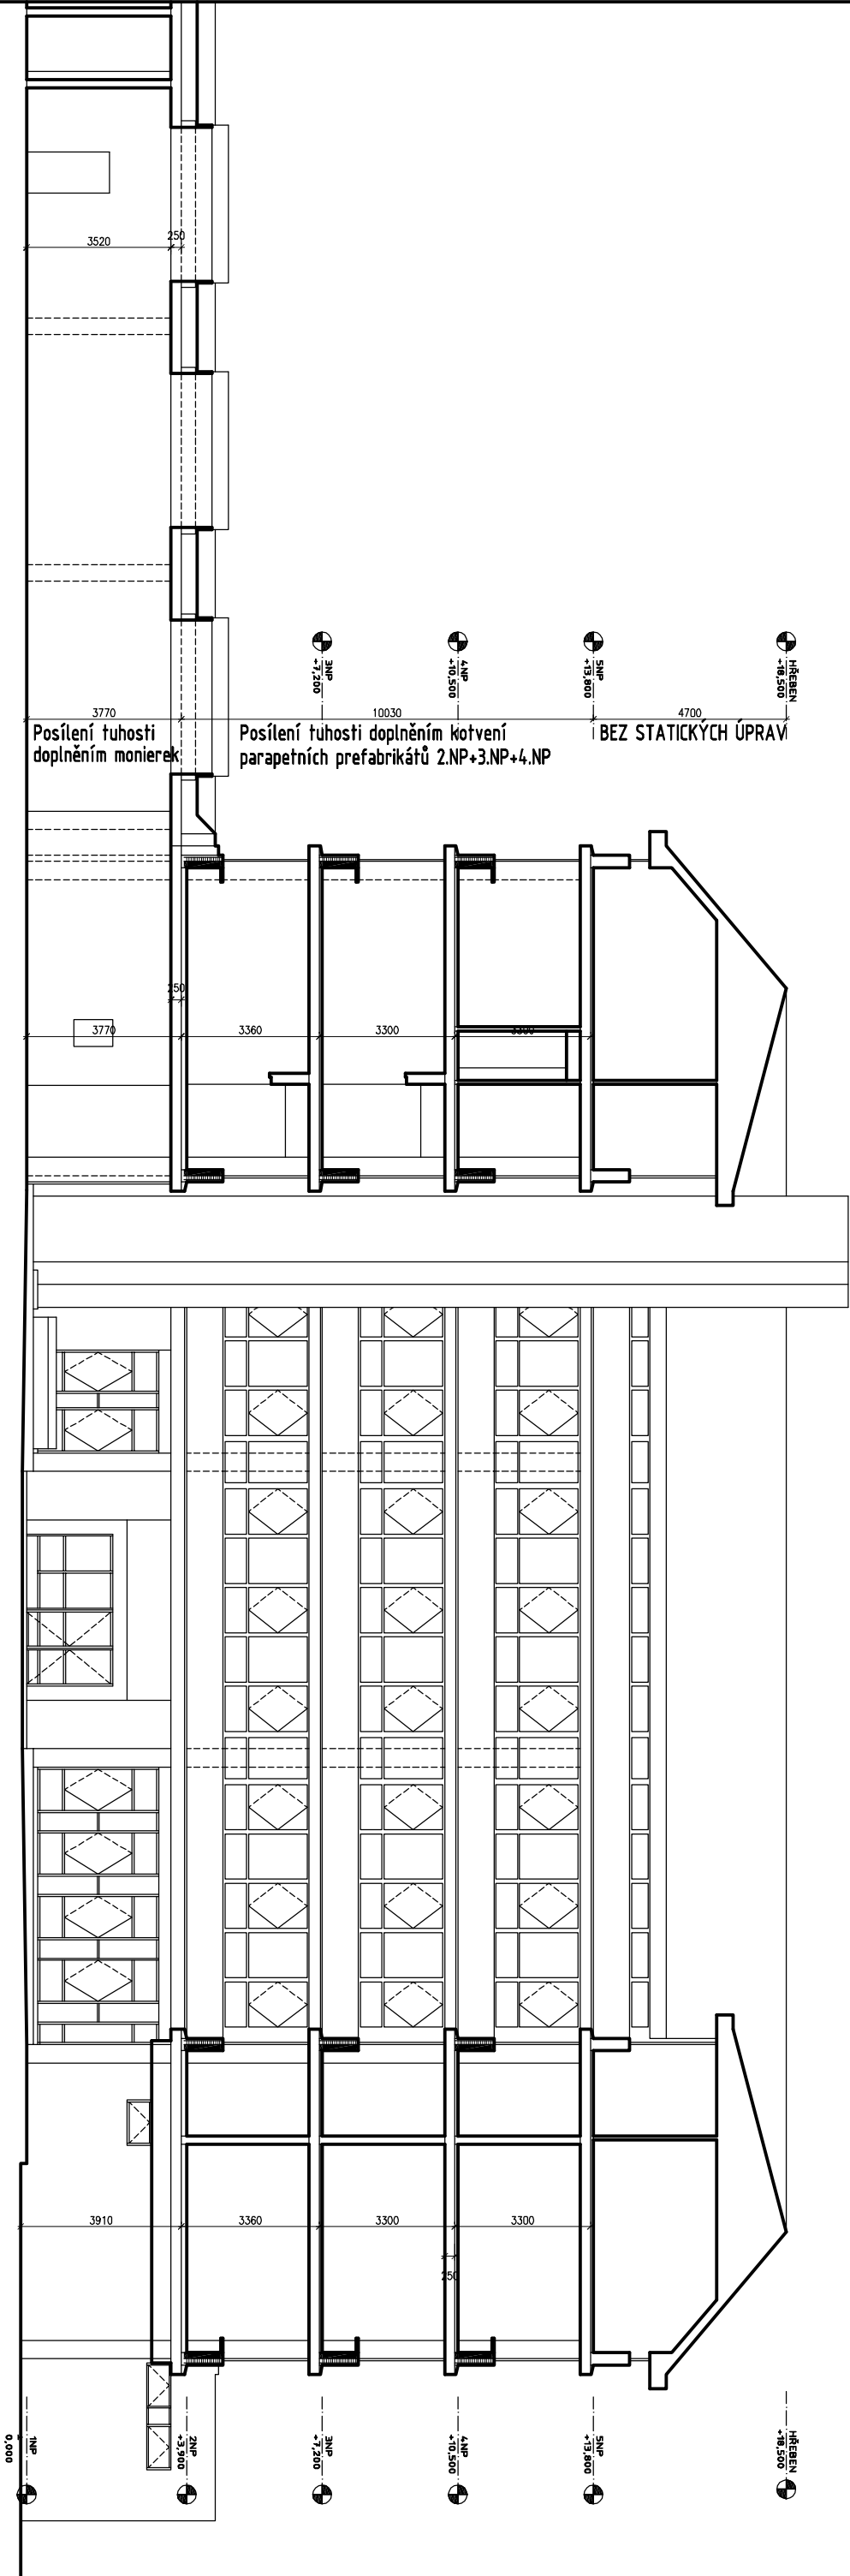 3520
250
3NP
+7,200
4NP
+10,500
5NP
+13,800
HŘEBEN
+18,500
3770
10030
4700
Posílení tuhosti
doplněním monierek
Posílení tuhosti doplněním kotvení
parapetních prefabrikátů 2.NP+3.NP+4.NP
BEZ STATICKÝCH ÚPRAV
250
3770
3360
3300
3300
3910
3360
3300
3300
250
1NP
0,000
2NP
+3,900
3NP
+7,200
4NP
+10,500
5NP
+13,800
HŘEBEN
+18,500